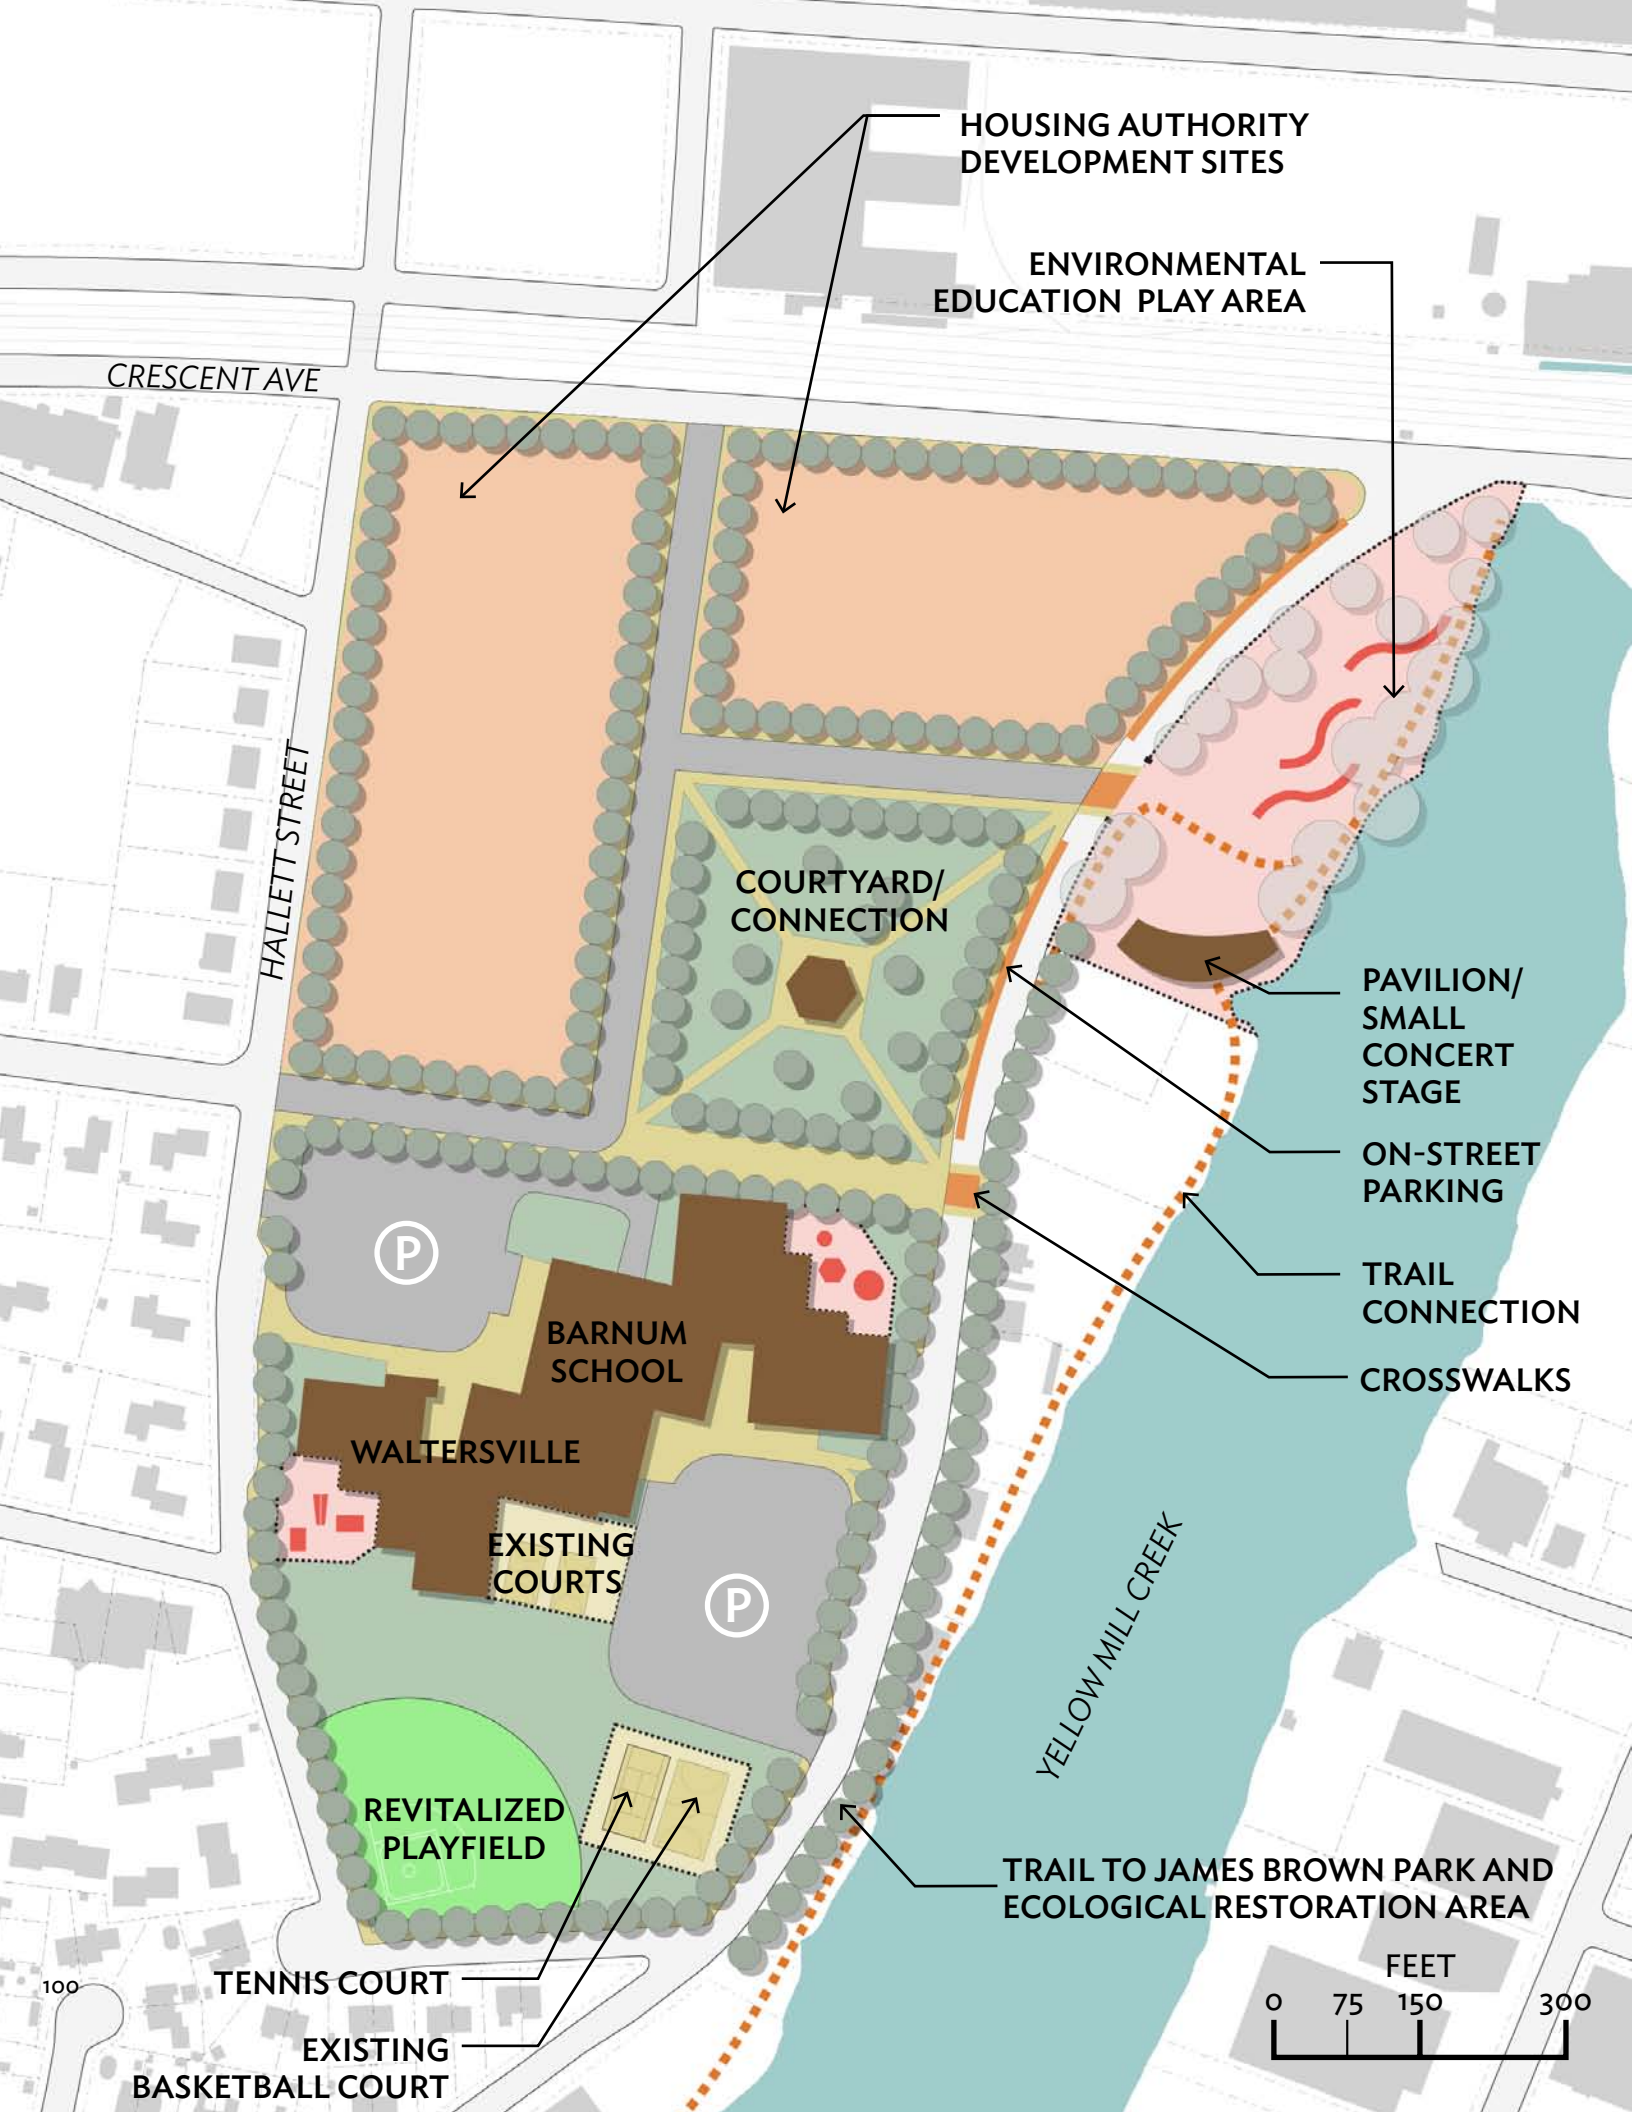 HOUSING AUTHORITY
DEVELOPMENT SITES
ENVIRONMENTAL
EDUCATION PLAY AREA
CRESCENT AVE
HALLETT STREET
COURTYARD/
CONNECTION
PAVILION/
SMALL
CONCERT
STAGE
ON-STREET
PARKING
P
TRAIL
CONNECTION
BARNUM
SCHOOL
CROSSWALKS
WALTERSVILLE
EXISTING
COURTS
P
YELLOW MILL CREEK
REVITALIZED
PLAYFIELD
TRAIL TO JAMES BROWN PARK AND
ECOLOGICAL RESTORATION AREA
TENNIS COURT
EXISTING
BASKETBALL COURT
FEET
0 75 150 300
100